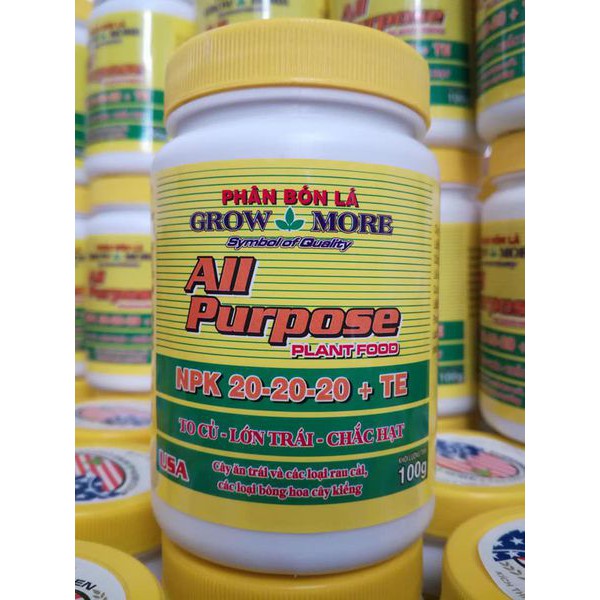 PHÂN BÓN LÁ
GROW MORE
Symbol of Quality
All
Purpose
PLANT FOOD
NPK 20-20-20 + TE
TO CỦ - LỚN TRÁI - CHẮC HẠT
USA
Cây ăn trái và các loại rau cải,
các loại bông hoa cây kiểng
KHỐI LƯỢNG
100g